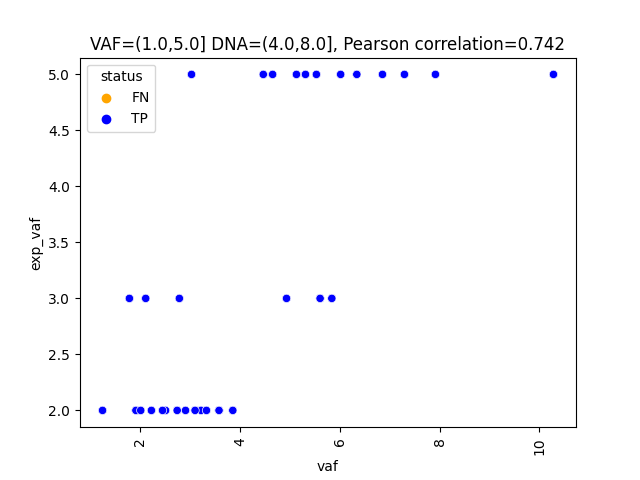 VAF=(1.0,5.0] DNA=(4.0,8.0], Pearson correlation=0.742
status
FN
TP
5.0
4.5
4.0
3.5
3.0
2.5
2.0
exp_vaf
2
4
6
8
10
vaf